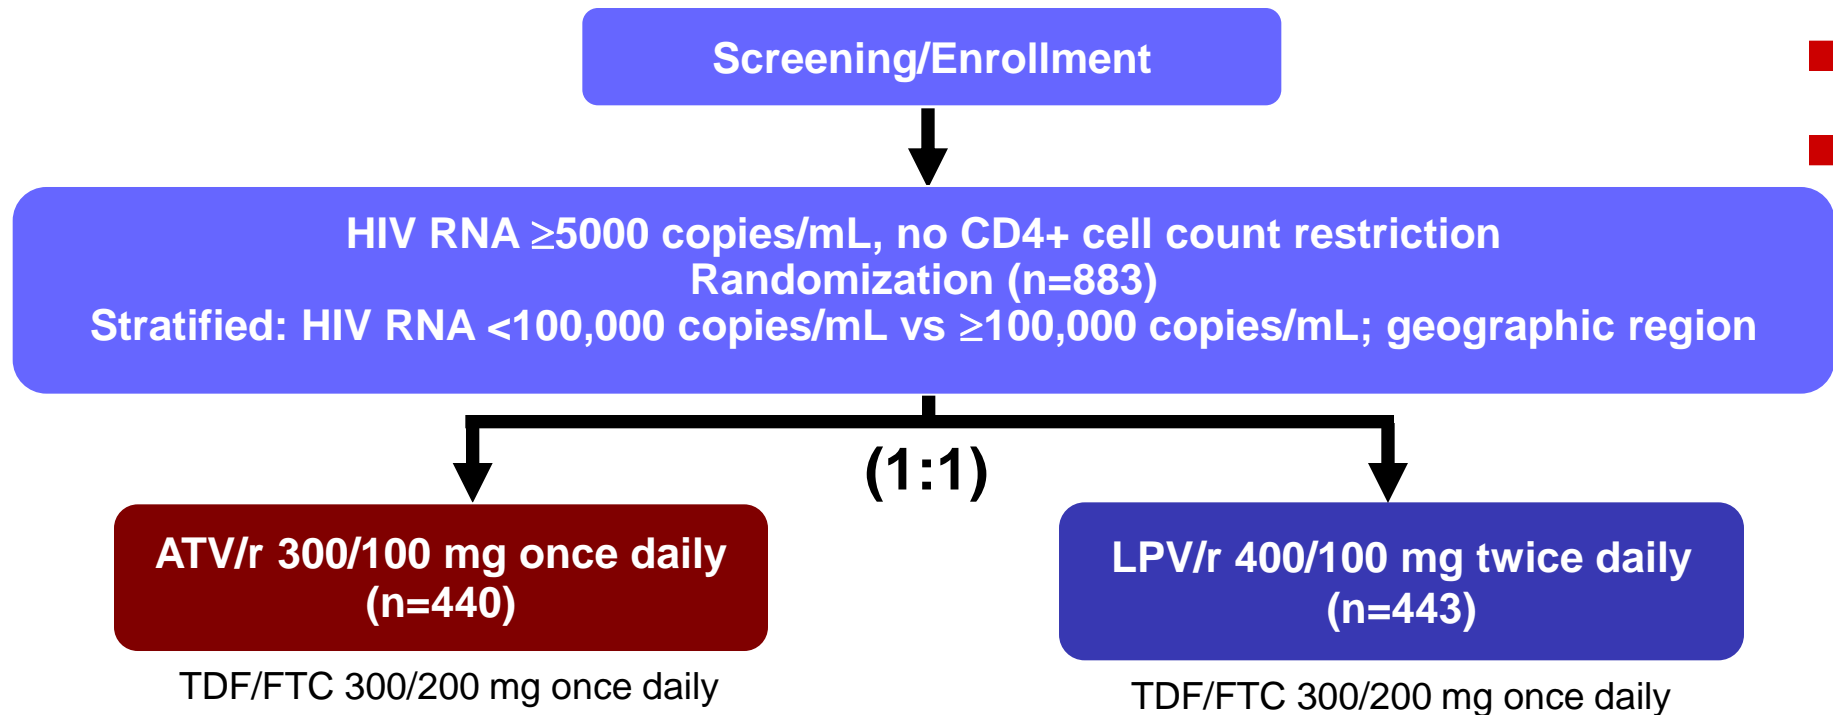 Screening/Enrollment
HIV RNA ≥5000 copies/mL, no CD4+ cell count restriction
Randomization (n=883)
Stratified: HIV RNA <100,000 copies/mL vs ≥100,000 copies/mL; geographic region
(1:1)
ATV/r 300/100 mg once daily
(n=440)
TDF/FTC 300/200 mg once daily
LPV/r 400/100 mg twice daily
(n=443)
TDF/FTC 300/200 mg once daily